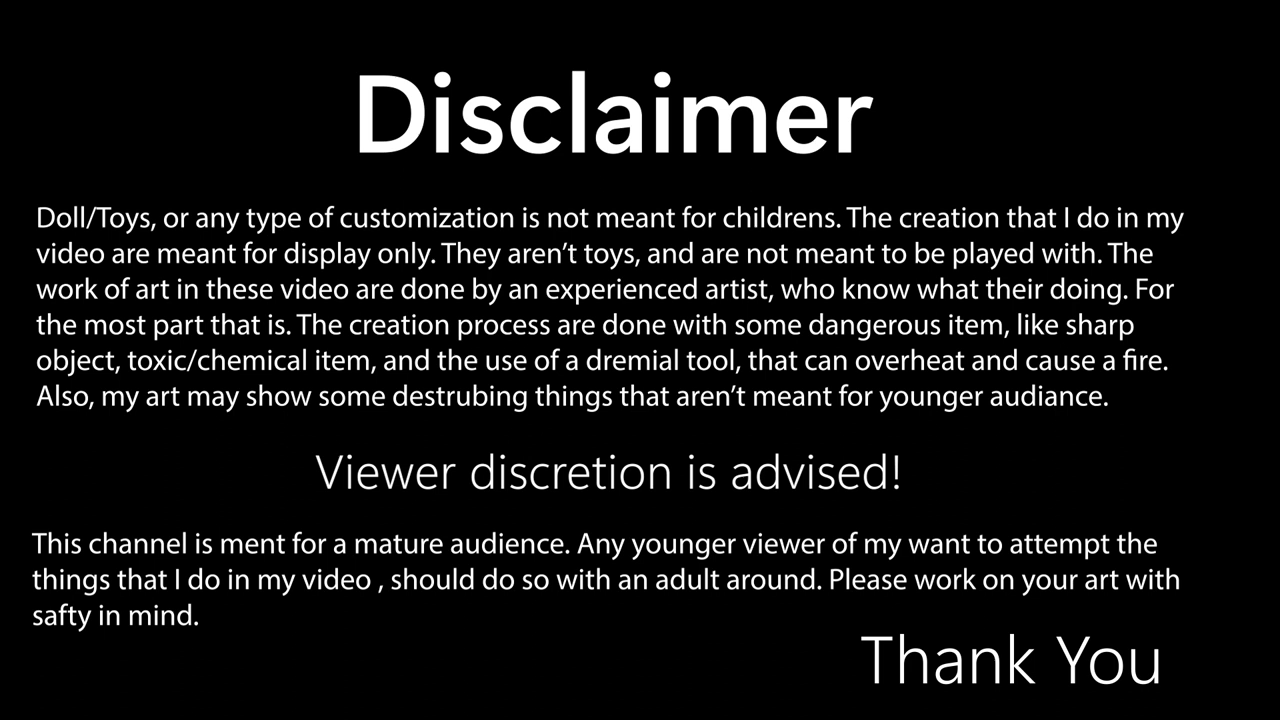 Disclaimer
Doll/Toys, or any type of customization is not meant for childrens. The creation that I do in my
video are meant for display only. They aren't toys, and are not meant to be played with. The
work of art in these video are done by an experienced artist, who know what their doing. For
the most part that is. The creation process are done with some dangerous item, like sharp
object, toxic/chemical item, and the use of a dremial tool, that can overheat and cause a fire.
Also, my art may show some destrubing things that aren't meant for younger audiance.
Viewer discretion is advised!
This channel is ment for a mature audience. Any younger viewer of my want to attempt the
things that I do in my video , should do so with an adult around. Please work on your art with
safty in mind.
Thank You